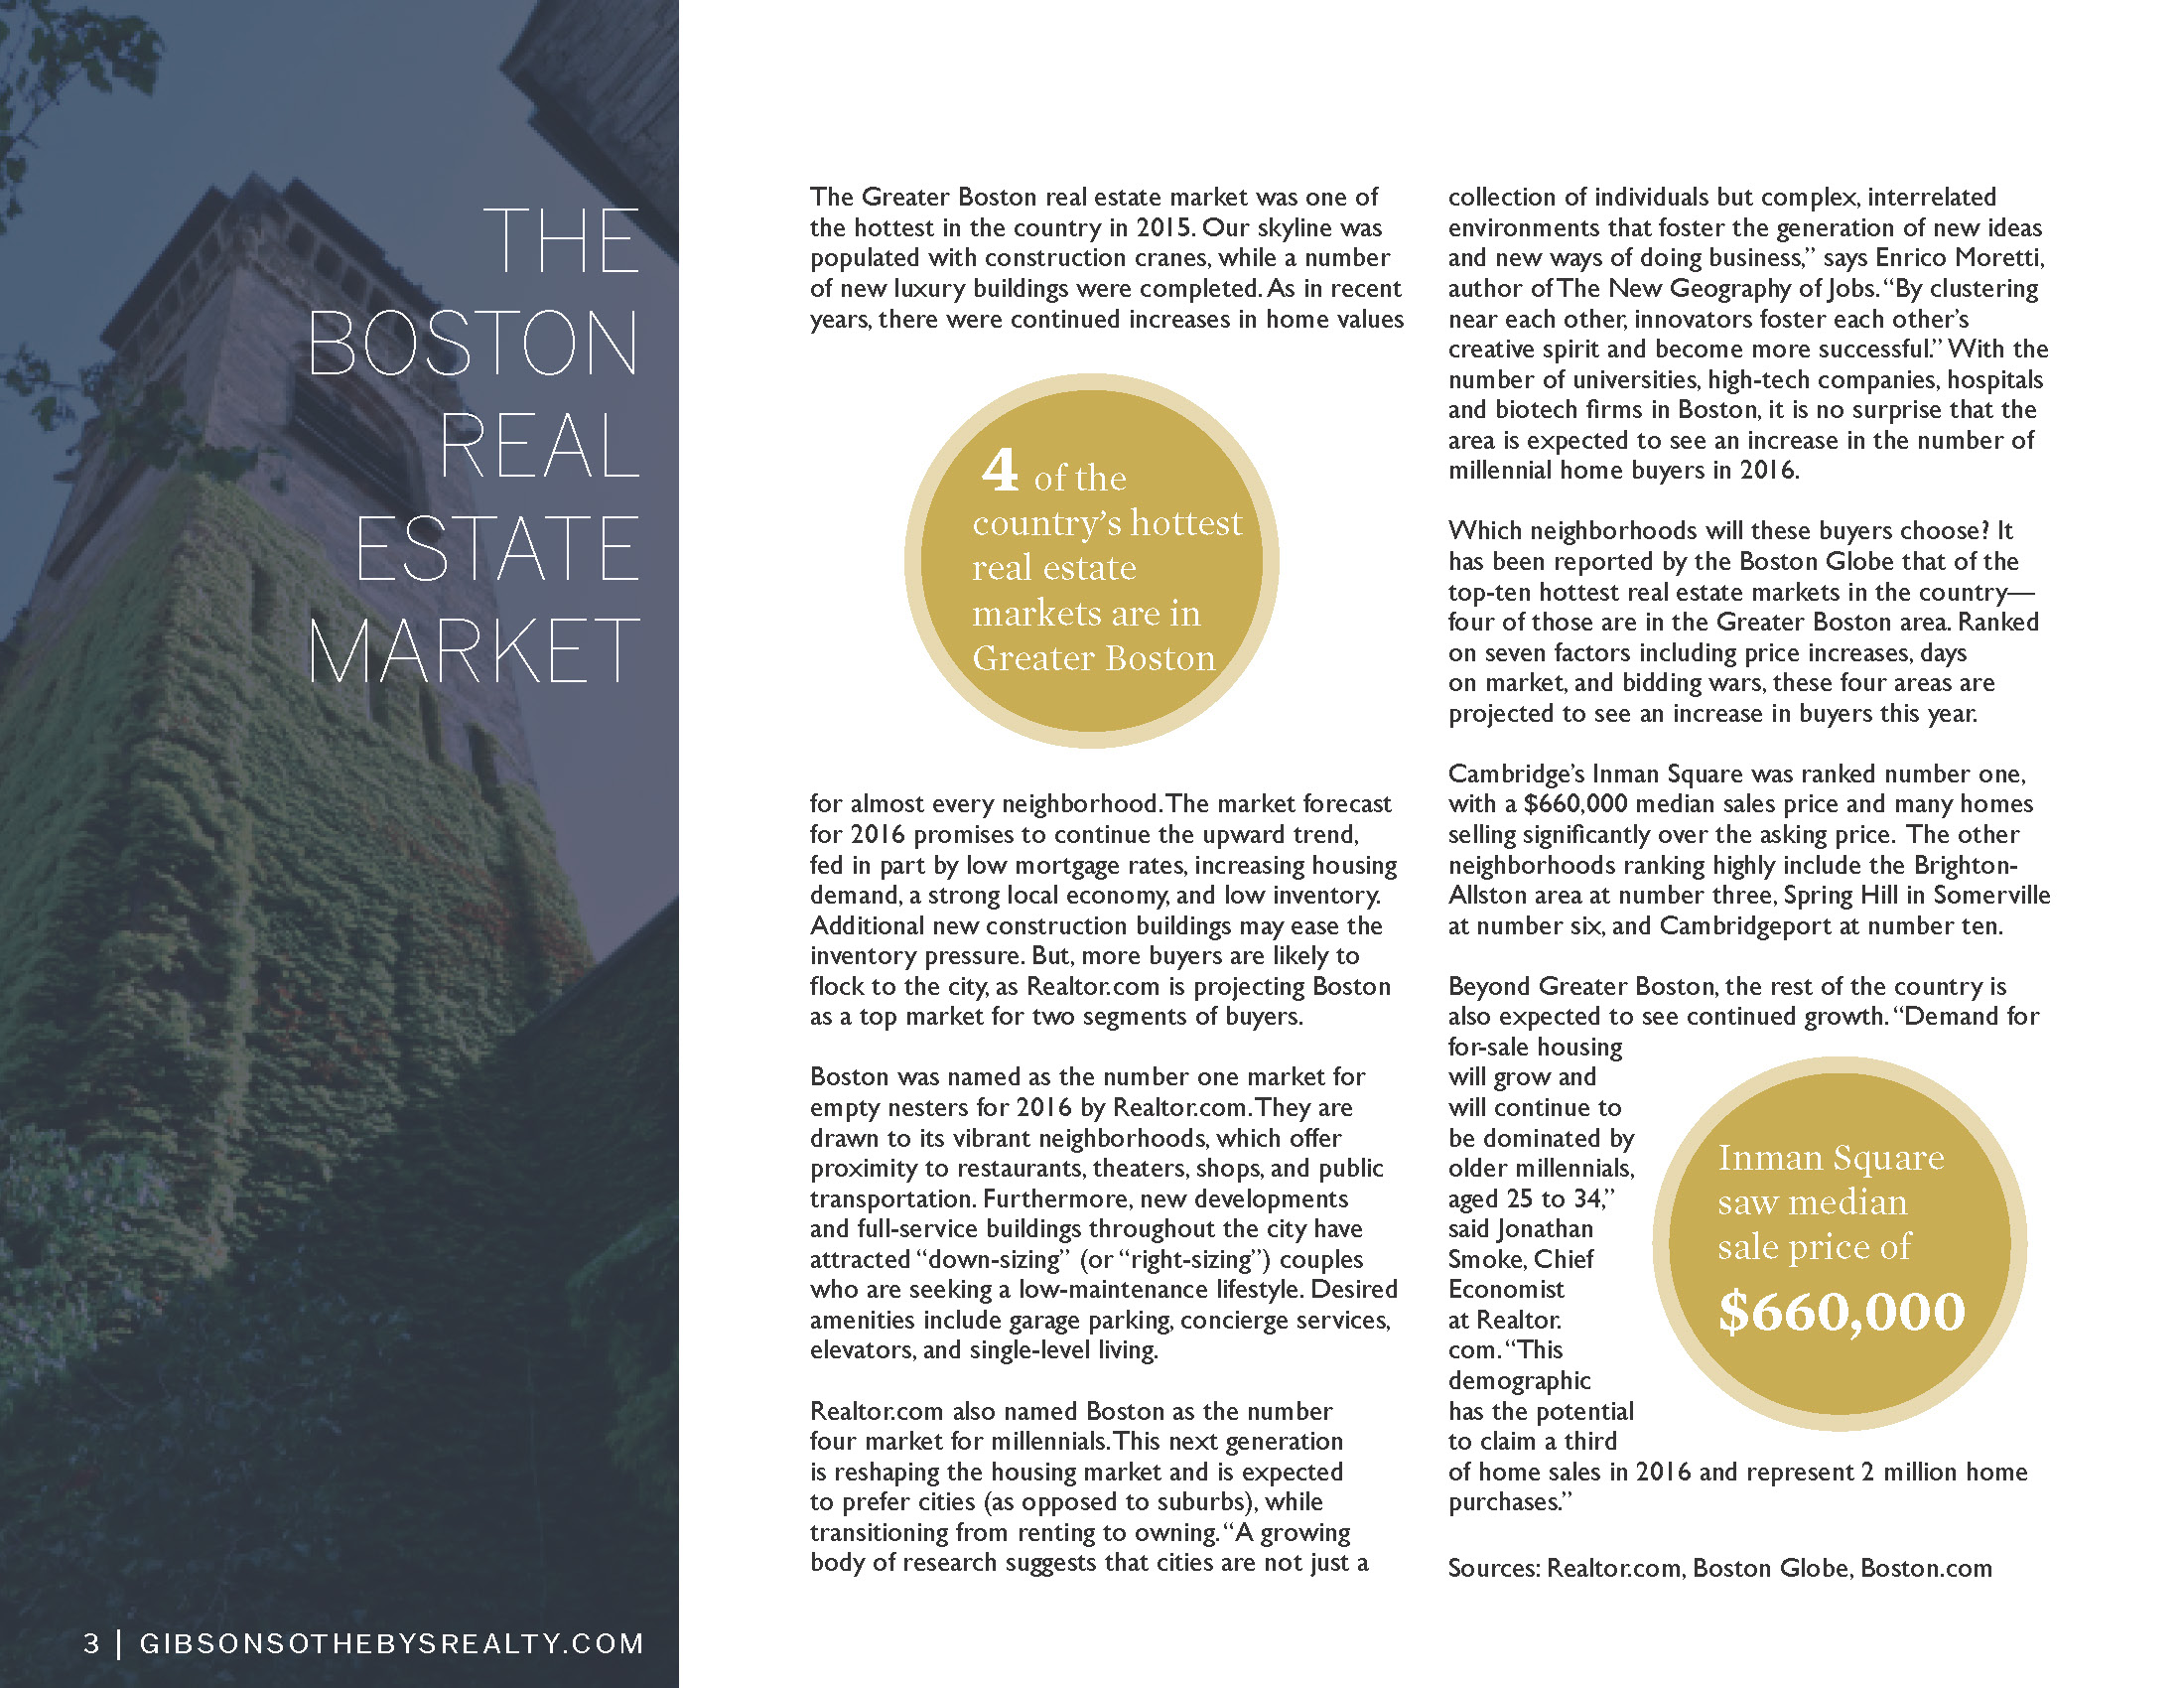 THE
BOSTON
REAL
ESTATE
MARKET
3 | GIBSONSOTHEBYSREALTY.COM
The Greater Boston real estate market was one of
the hottest in the country in 2015. Our skyline was
populated with construction cranes, while a number
of new luxury buildings were completed. As in recent
years, there were continued increases in home values
4 of the
country’s hottest
real estate
markets are in
Greater Boston
for almost every neighborhood. The market forecast
for 2016 promises to continue the upward trend,
fed in part by low mortgage rates, increasing housing
demand, a strong local economy, and low inventory.
Additional new construction buildings may ease the
inventory pressure. But, more buyers are likely to
flock to the city, as Realtor.com is projecting Boston
as a top market for two segments of buyers.
Boston was named as the number one market for
empty nesters for 2016 by Realtor.com. They are
drawn to its vibrant neighborhoods, which offer
proximity to restaurants, theaters, shops, and public
transportation. Furthermore, new developments
and full-service buildings throughout the city have
attracted “down-sizing” (or “right-sizing”) couples
who are seeking a low-maintenance lifestyle. Desired
amenities include garage parking, concierge services,
elevators, and single-level living.
Realtor.com also named Boston as the number
four market for millennials. This next generation
is reshaping the housing market and is expected
to prefer cities (as opposed to suburbs), while
transitioning from renting to owning. “A growing
body of research suggests that cities are not just a
collection of individuals but complex, interrelated
environments that foster the generation of new ideas
and new ways of doing business,” says Enrico Moretti,
author of The New Geography of Jobs. “By clustering
near each other, innovators foster each other’s
creative spirit and become more successful.” With the
number of universities, high-tech companies, hospitals
and biotech firms in Boston, it is no surprise that the
area is expected to see an increase in the number of
millennial home buyers in 2016.
Which neighborhoods will these buyers choose? It
has been reported by the Boston Globe that of the
top-ten hottest real estate markets in the country—
four of those are in the Greater Boston area. Ranked
on seven factors including price increases, days
on market, and bidding wars, these four areas are
projected to see an increase in buyers this year.
Cambridge’s Inman Square was ranked number one,
with a $660,000 median sales price and many homes
selling significantly over the asking price. The other
neighborhoods ranking highly include the Brighton-
Allston area at number three, Spring Hill in Somerville
at number six, and Cambridgeport at number ten.
Beyond Greater Boston, the rest of the country is
also expected to see continued growth. “Demand for
for-sale housing
will grow and
will continue to
be dominated by
older millennials,
aged 25 to 34,”
said Jonathan
Smoke, Chief
Economist
at Realtor.
com. “This
demographic
has the potential
to claim a third
of home sales in 2016 and represent 2 million home
purchases.”
Inman Square
saw median
sale price of
$660,000
Sources: Realtor.com, Boston Globe, Boston.com